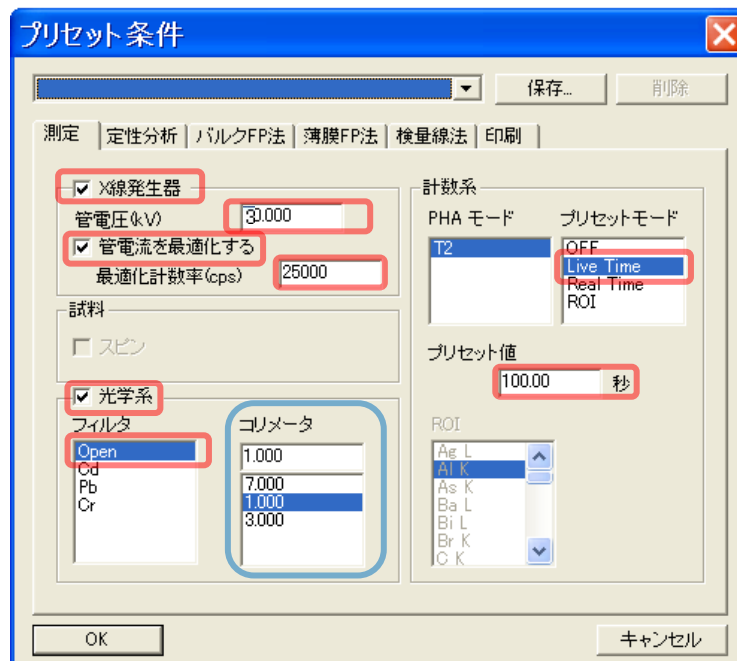 プリセット条件
保存... 削除
測定 定性分析 バルクFP法 薄膜FP法 検量線法 印刷
X線発生器
管電圧(kV) 30.000
管電流を最適化する
最適化計数率(cps) 25000
試料
スピン
光学系
フィルタ
Open
Cd
Pb
Cr
コリメータ
1.000
7.000
1.000
3.000
計数系
PHA モード
T2
プリセットモード
OFF
Live Time
Real Time
ROI
プリセット値
100.00 秒
ROI
Ag L
Al K
As K
Ba L
Bi L
Br K
C K
OK キャンセル